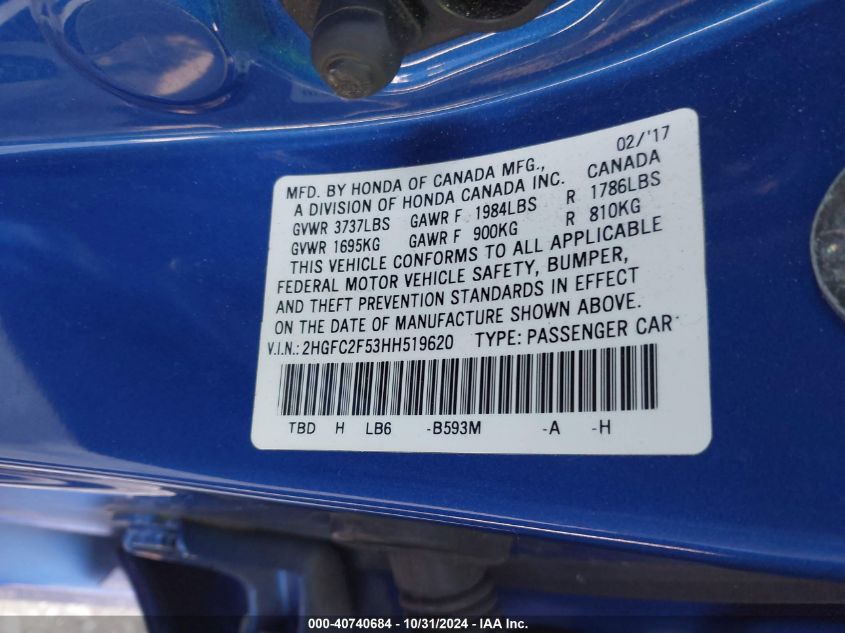 02/'17
MFD. BY HONDA OF CANADA MFG.,
A DIVISION OF HONDA CANADA INC. CANADA
GVWR 3737LBS GAWR F 1984LBS R 1786LBS
GVWR 1695KG GAWR F 900KG R 810KG
THIS VEHICLE CONFORMS TO ALL APPLICABLE
FEDERAL MOTOR VEHICLE SAFETY, BUMPER,
AND THEFT PREVENTION STANDARDS IN EFFECT
ON THE DATE OF MANUFACTURE SHOWN ABOVE.
V.I.N.: 2HGFC2F53HH519620 TYPE: PASSENGER CAR
TBD H LB6 -B593M -A -H
000-40740684 - 10/31/2024 - IAA Inc.